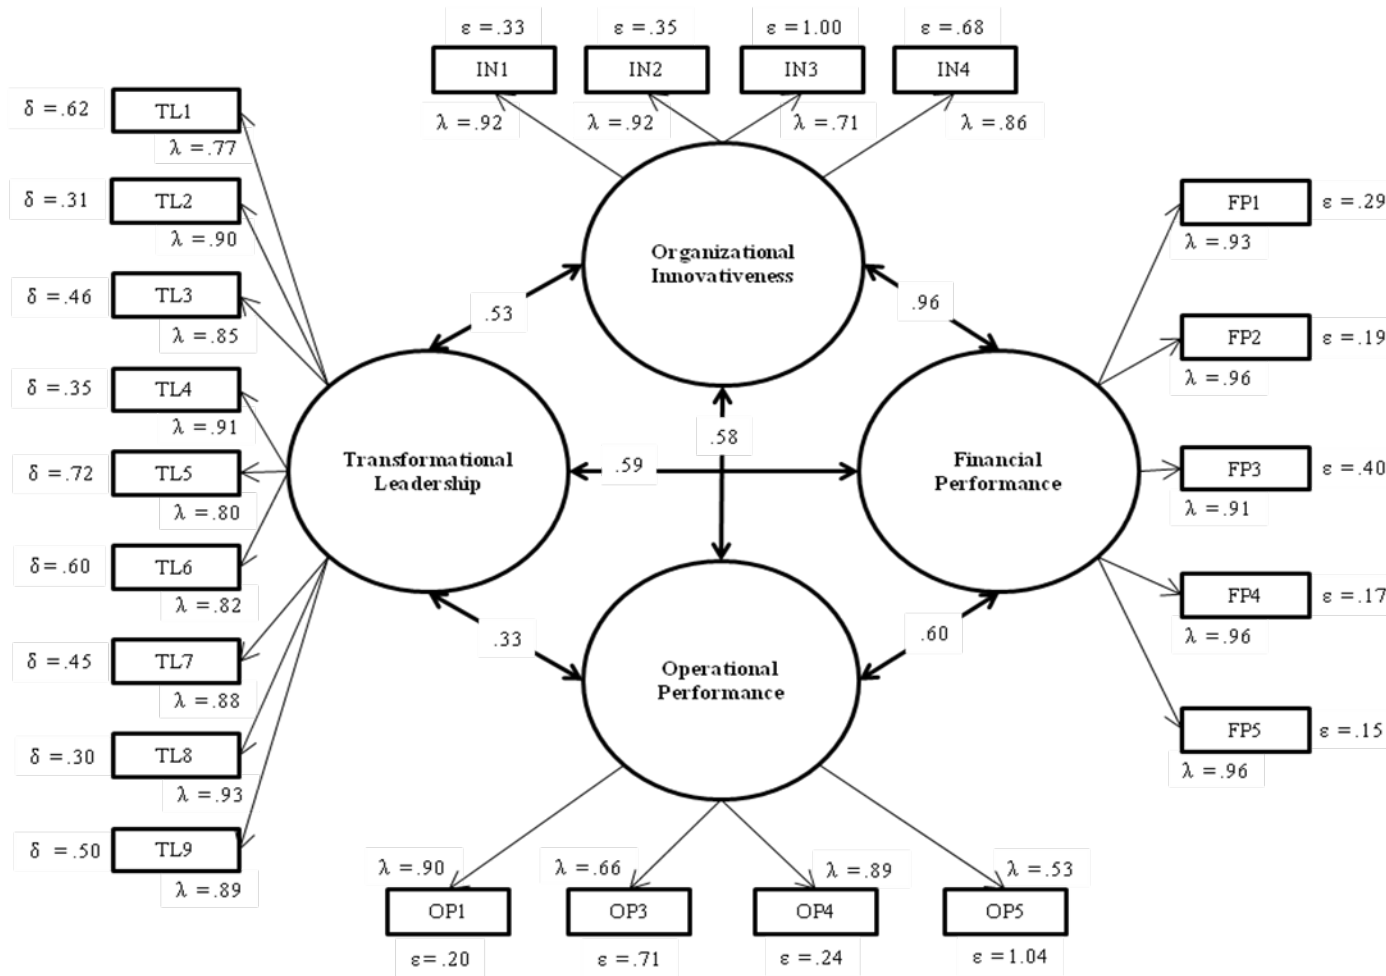 ε =.33
ε =.35
ε =1.00
ε =.68
IN1
IN2
IN3
IN4
λ =.92
λ =.92
λ =.71
λ =.86
δ =.62
TL1
λ =.77
δ =.31
TL2
λ =.90
δ =.46
TL3
λ =.85
δ =.35
TL4
λ =.91
δ =.72
TL5
λ =.80
δ=.60
TL6
λ =.82
δ =.45
TL7
λ =.88
δ =.30
TL8
λ =.93
δ =.50
TL9
λ =.89
Organizational
Innovativeness
.53
.96
.58
.59
Transformational
Leadership
Financial
Performance
.33
.60
Operational
Performance
FP1
ε =.29
λ =.93
FP2
ε =.19
λ =.96
FP3
ε =.40
λ =.91
FP4
ε =.17
λ =.96
FP5
ε =.15
λ =.96
λ =.90
λ =.66
λ =.89
λ =.53
OP1
OP3
OP4
OP5
ε=.20
ε =.71
ε =.24
ε =1.04